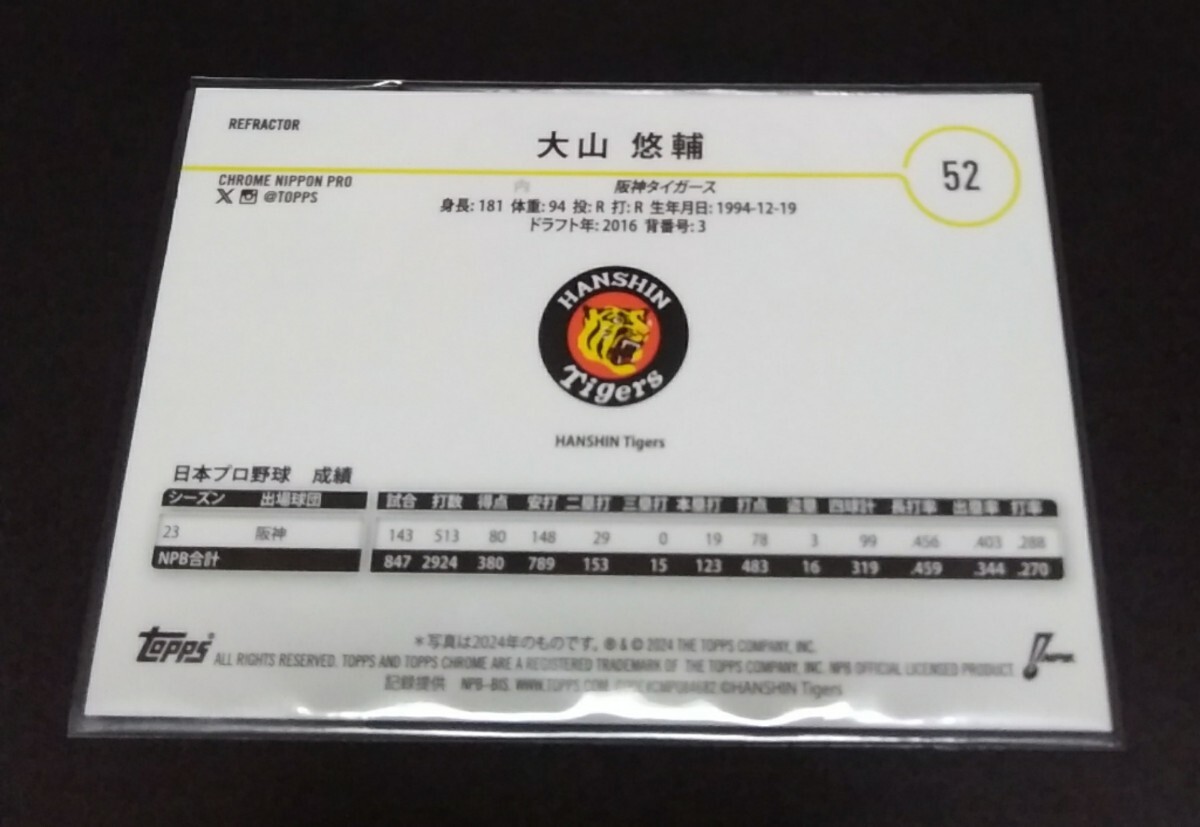 REFRACTOR
大山 悠輔
52
CHROME NIPPON PRO
@TOPPS
内 阪神タイガース
身長: 181 体重: 94 投: R 打: R 生年月日: 1994-12-19
ドラフト年: 2016 背番号: 3
HANSHIN
Tigers
HANSHIN Tigers
日本プロ野球 成績
シーズン 出場球団 試合 打数 得点 安打 二塁打 三塁打 本塁打 打点 盗塁 四球計 長打率 出塁率 打率
23 阪神 143 513 80 148 29 0 19 78 3 99 .456 .403 .288
NPB合計 847 2924 380 789 153 15 123 483 16 319 .459 .344 .270
TOPPS
*写真は2024年のものです。 ® & © 2024 THE TOPPS COMPANY, INC.
ALL RIGHTS RESERVED. TOPPS AND TOPPS CHROME ARE A REGISTERED TRADEMARK OF THE TOPPS COMPANY, INC. NPB OFFICIAL LICENSED PRODUCT.
記録提供 NPB-BIS. WWW.TOPPS.COM. ©HANSHIN Tigers